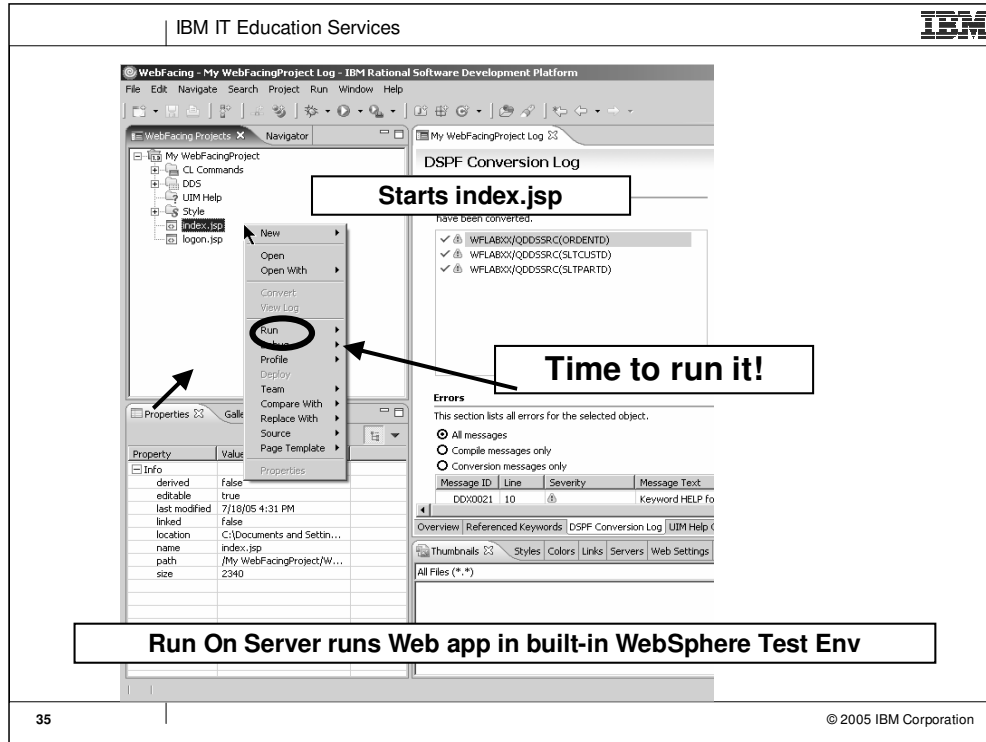 IBM IT Education Services
IBM
WebFacing - My WebFacingProject Log - IBM Rational Software Development Platform
File Edit Navigate Search Project Run Window Help
WebFacing Projects
Navigator
My WebFacingProject
CL Commands
DDS
UIM Help
Style
index.jsp
logon.jsp
New
Open
Open With
Convert
View Log
Run
Debug
Profile
Deploy
Team
Compare With
Replace With
Source
Page Template
Properties
My WebFacingProject Log
DSPF Conversion Log
Starts index.jsp
have been converted.
WFLABXX/QDDSSRC(ORDENTD)
WFLABXX/QDDSSRC(SLTCUSTD)
WFLABXX/QDDSSRC(SLTPARTD)
Time to run it!
Errors
This section lists all errors for the selected object.
All messages
Compile messages only
Conversion messages only
Message ID Line Severity Message Text
DDX0021 10 Keyword HELP fo
Overview Referenced Keywords DSPF Conversion Log UIM Help
Properties Galle
Property Value
Info
derived false
editable true
last modified 7/18/05 4:31 PM
linked false
location C:\Documents and Settin...
name index.jsp
path /My WebFacingProject/W...
size 2340
Thumbnails Styles Colors Links Servers Web Settings
All Files (*.*)
Run On Server runs Web app in built-in WebSphere Test Env
35
© 2005 IBM Corporation